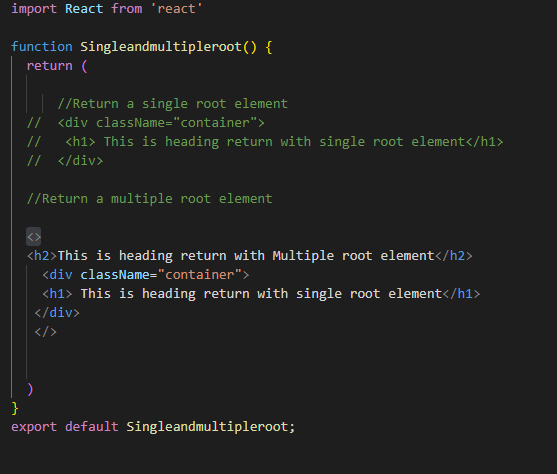 import React from 'react'
function Singleandmultipleroot() {
return (
//Return a single root element
// <div className="container">
// <h1> This is heading return with single root element</h1>
// </div>
//Return a multiple root element
<>
<h2>This is heading return with Multiple root element</h2>
<div className="container">
<h1> This is heading return with single root element</h1>
</div>
</>
)
}
export default Singleandmultipleroot;